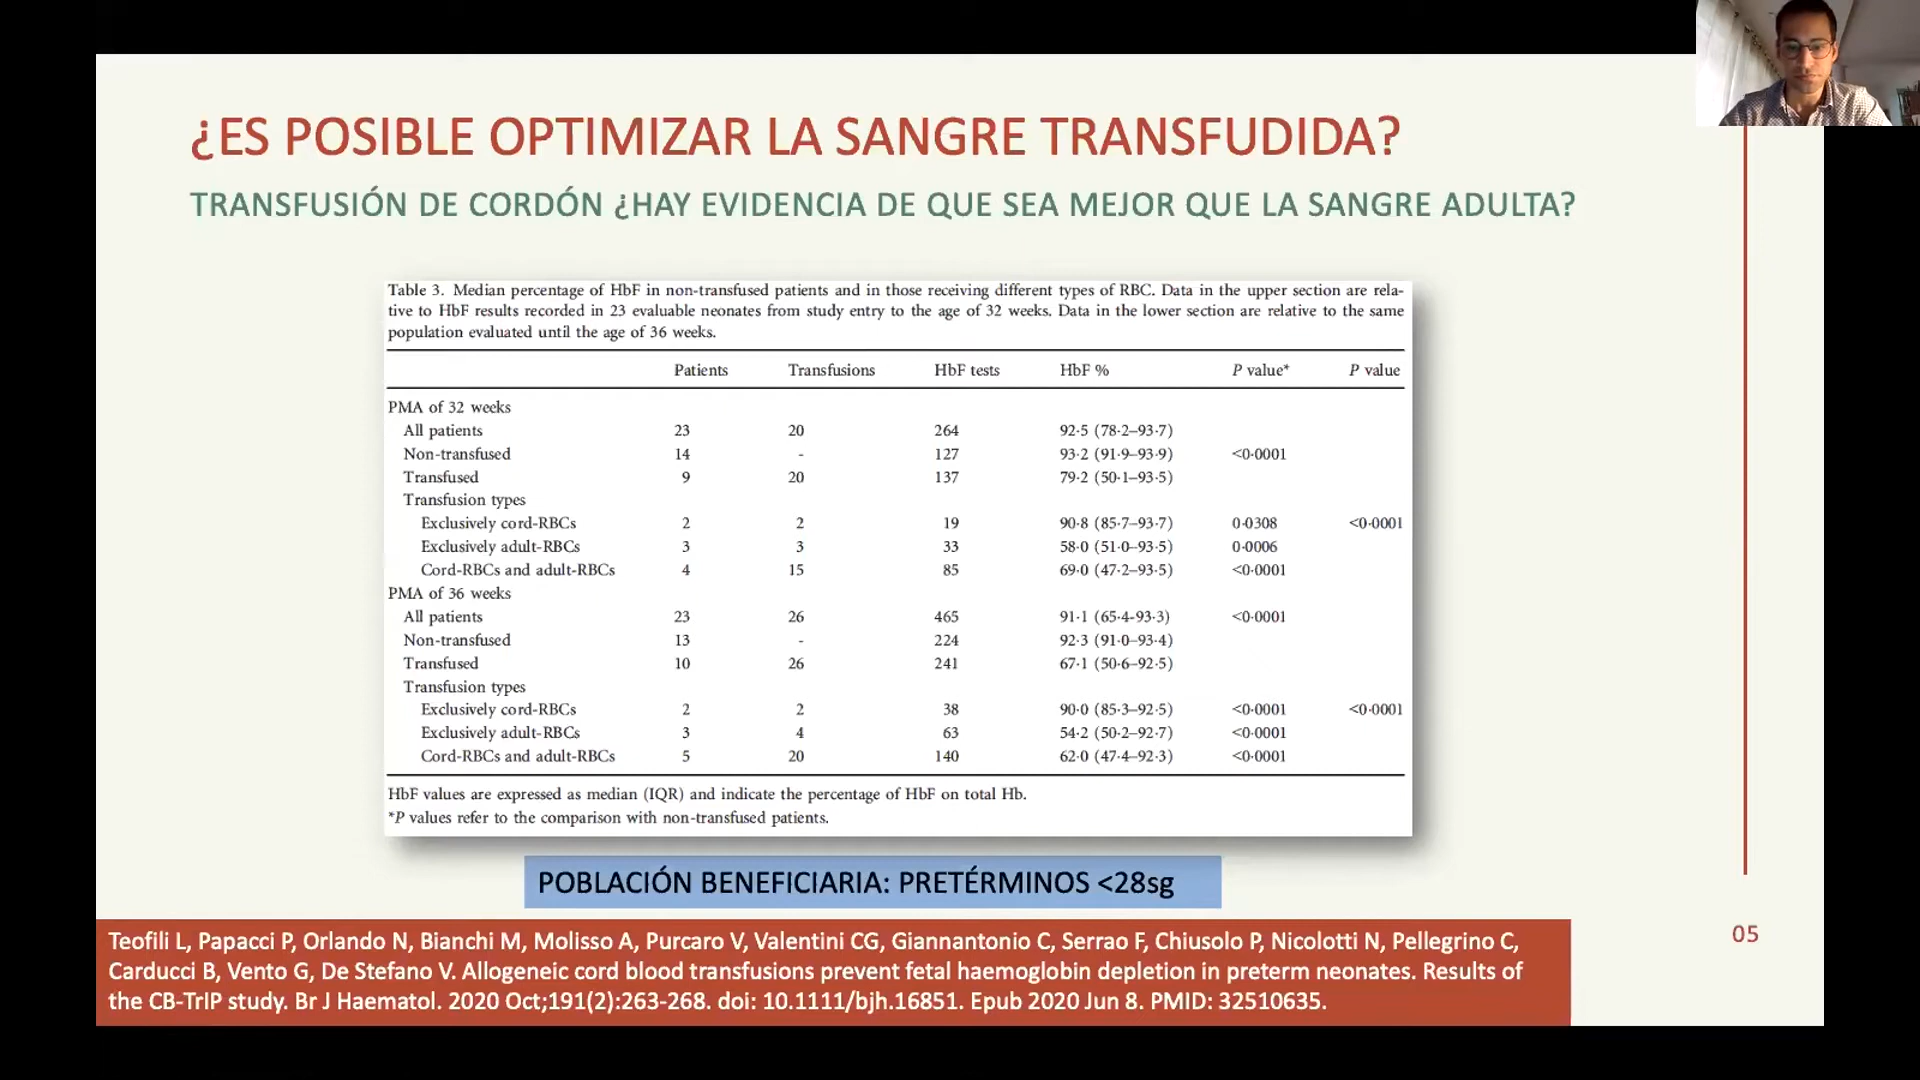 ¿ES POSIBLE OPTIMIZAR LA SANGRE TRANSFUDIDA?
TRANSFUSIÓN DE CORDÓN ¿HAY EVIDENCIA DE QUE SEA MEJOR QUE LA SANGRE ADULTA?
Table 3. Median percentage of HbF in non-transfused patients and in those receiving different types of RBC. Data in the upper section are rela-
tive to HbF results recorded in 23 evaluable neonates from study entry to the age of 32 weeks. Data in the lower section are relative to the same
population evaluated until the age of 36 weeks.
Patients Transfusions HbF tests HbF % P value* P value
PMA of 32 weeks
All patients 23 20 264 92·5 (78·2–93·7)
Non-transfused 14 - 127 93·2 (91·9–93·9) <0·0001
Transfused 9 20 137 79·2 (50·1–93·5)
Transfusion types
Exclusively cord-RBCs 2 2 19 90·8 (85·7–93·7) 0·0308 <0·0001
Exclusively adult-RBCs 3 3 33 58·0 (51·0–93·5) 0·0006
Cord-RBCs and adult-RBCs 4 15 85 69·0 (47·2–93·5) <0·0001
PMA of 36 weeks
All patients 23 26 465 91·1 (65·4-93·3) <0·0001
Non-transfused 13 - 224 92·3 (91·0–93·4)
Transfused 10 26 241 67·1 (50·6–92·5)
Transfusion types
Exclusively cord-RBCs 2 2 38 90·0 (85·3–92·5) <0·0001 <0·0001
Exclusively adult-RBCs 3 4 63 54·2 (50·2–92·7) <0·0001
Cord-RBCs and adult-RBCs 5 20 140 62·0 (47·4–92·3) <0·0001
HbF values are expressed as median (IQR) and indicate the percentage of HbF on total Hb.
*P values refer to the comparison with non-transfused patients.
POBLACIÓN BENEFICIARIA: PRETÉRMINOS <28sg
Teofili L, Papacci P, Orlando N, Bianchi M, Molisso A, Purcaro V, Valentini CG, Giannantonio C, Serrao F, Chiusolo P, Nicolotti N, Pellegrino C,
Carducci B, Vento G, De Stefano V. Allogeneic cord blood transfusions prevent fetal haemoglobin depletion in preterm neonates. Results of
the CB-TrIP study. Br J Haematol. 2020 Oct;191(2):263-268. doi: 10.1111/bjh.16851. Epub 2020 Jun 8. PMID: 32510635.
05